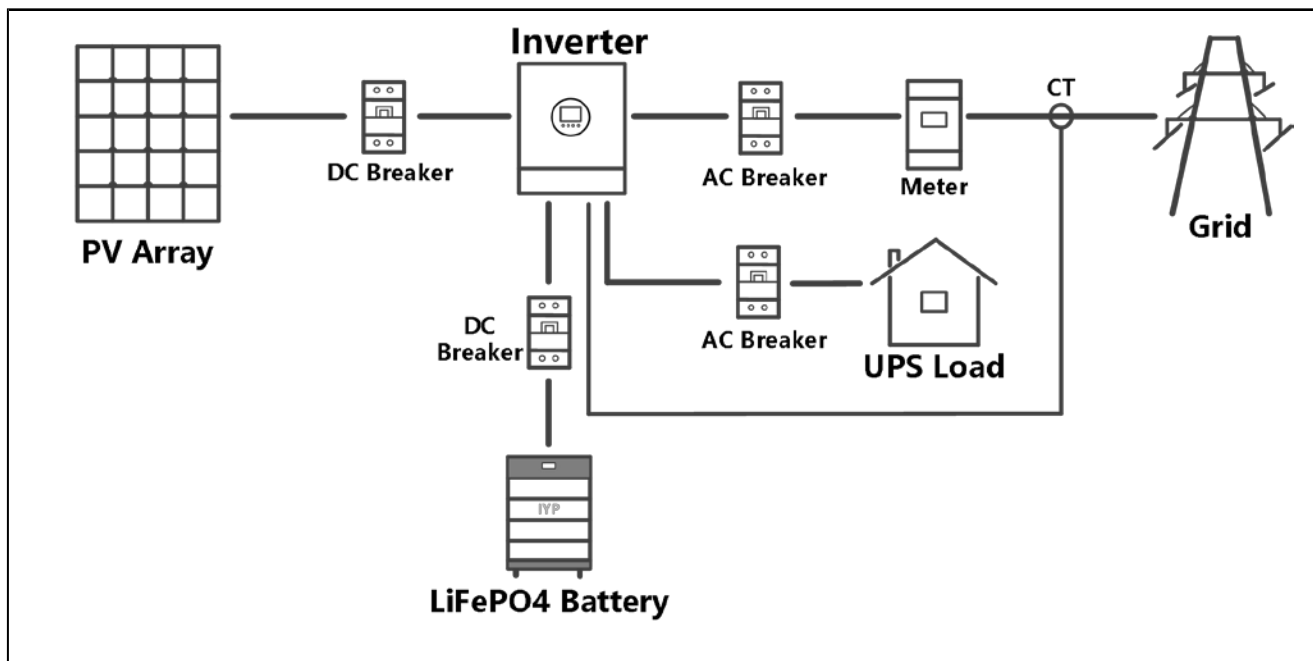 Inverter
CT
DC Breaker
AC Breaker
Meter
PV Array
Grid
DC
Breaker
AC Breaker
UPS Load
IYP
LiFePO4 Battery